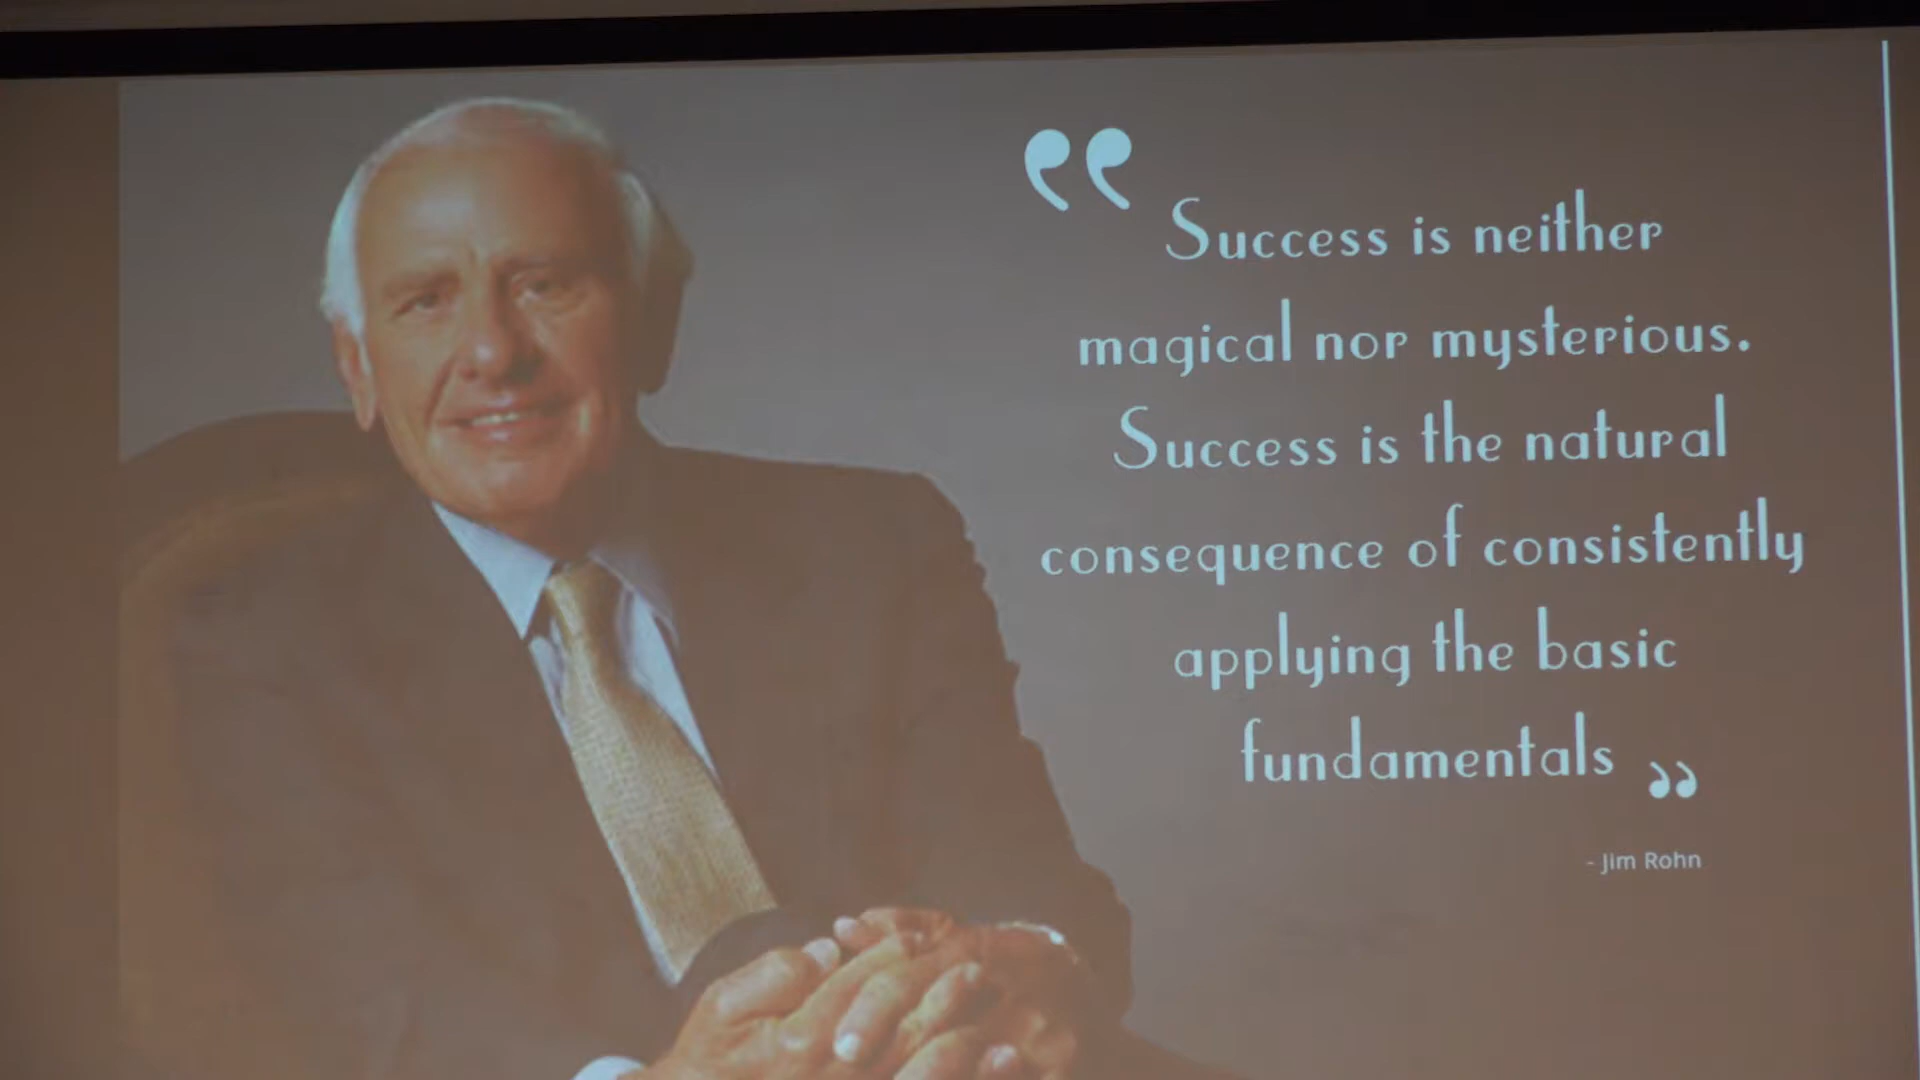 “ Success is neither
magical nor mysterious.
Success is the natural
consequence of consistently
applying the basic
fundamentals ”
- Jim Rohn